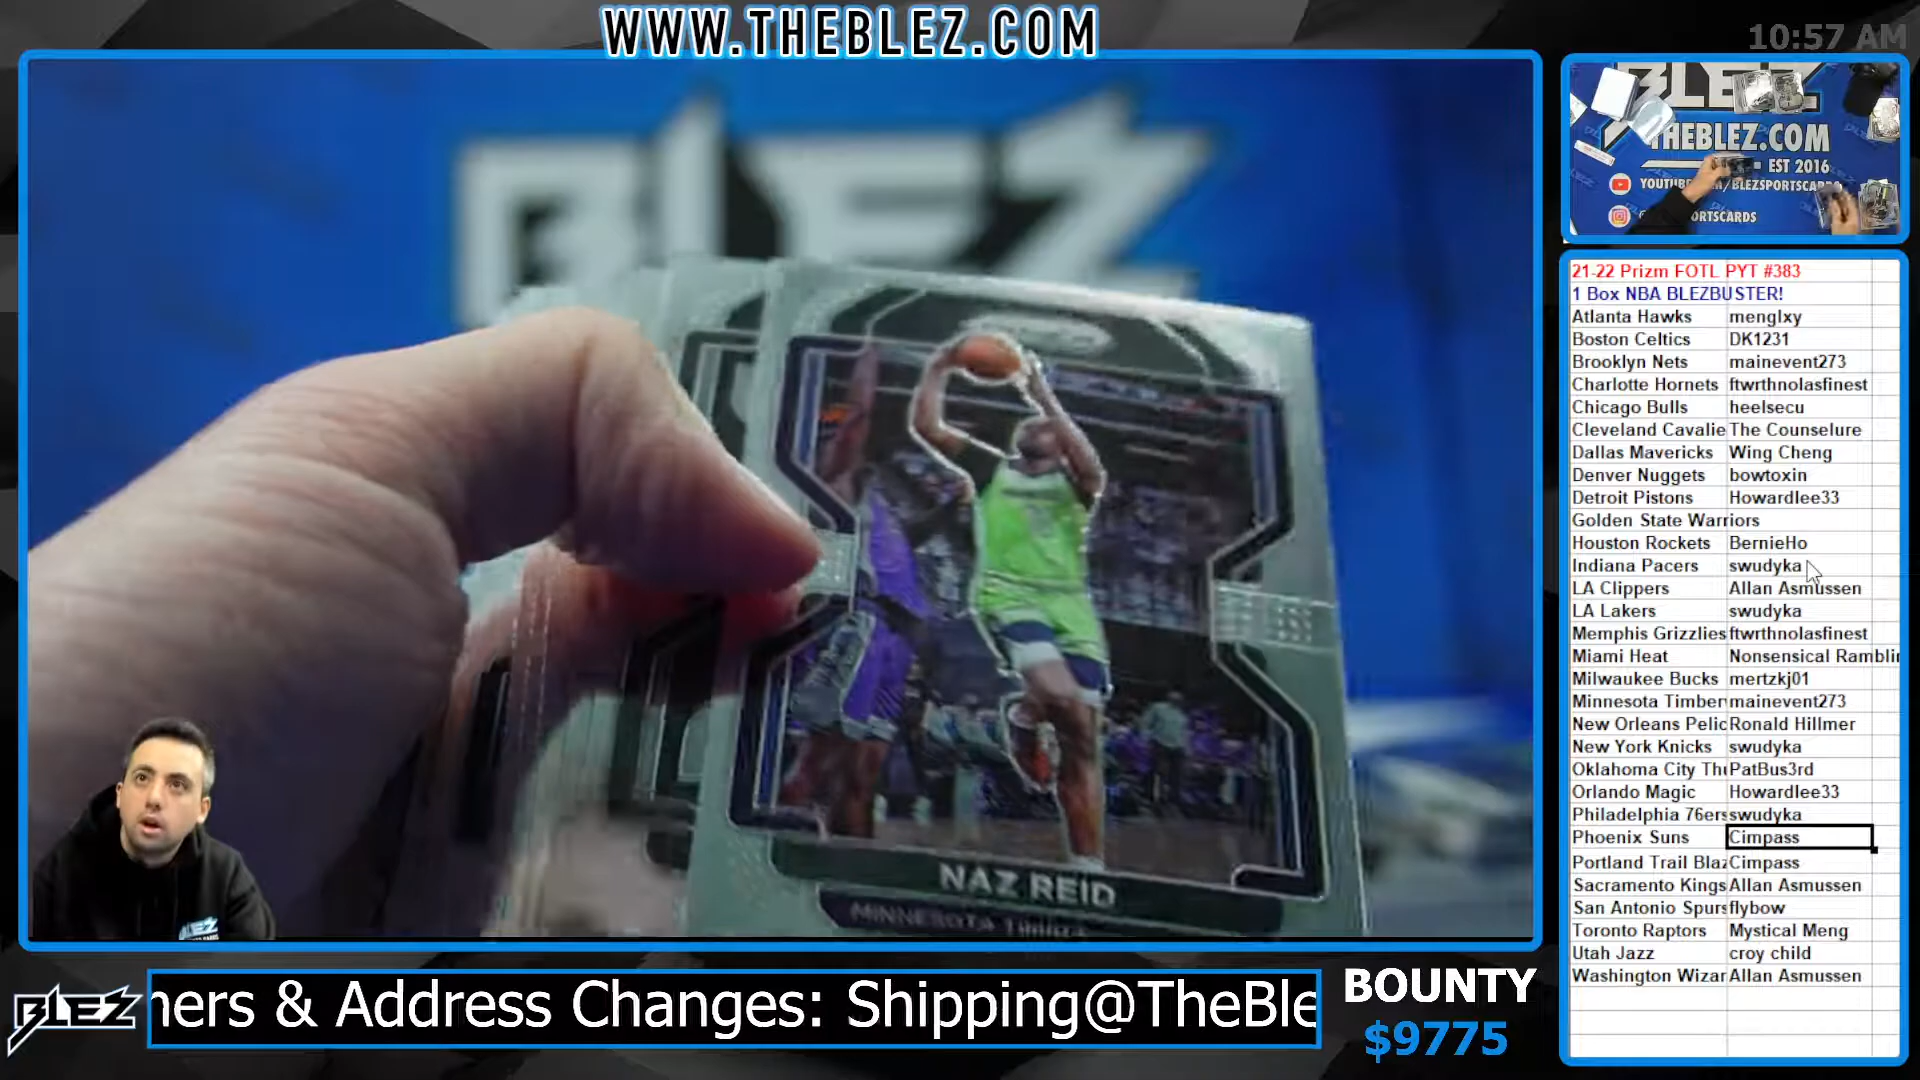 WWW.THEBLEZ.COM
10:57 AM
BLEZ
THEBLEZ.COM
EST 2016
BLEZ
NAZ REID
21-22 Prizm FOTL PYT #383
1 Box NBA BLEZBUSTER!
Atlanta Hawks menglxy
Boston Celtics DK1231
Brooklyn Nets mainevent273
Charlotte Hornets ftwrthnolasfinest
Chicago Bulls heelsecu
Cleveland Cavalie The Counselure
Dallas Mavericks Wing Cheng
Denver Nuggets bowtoxin
Detroit Pistons Howardlee33
Golden State Warriors
Houston Rockets BernieHo
Indiana Pacers swudyka
LA Clippers Allan Asmussen
LA Lakers swudyka
Memphis Grizzlies ftwrthnolasfinest
Miami Heat Nonsensical Ramblin
Milwaukee Bucks mertzkj01
Minnesota Timber mainevent273
New Orleans Pelic Ronald Hillmer
New York Knicks swudyka
Oklahoma City Thu PatBus3rd
Orlando Magic Howardlee33
Philadelphia 76ers swudyka
Phoenix Suns Cimpass
Portland Trail Blaz Cimpass
Sacramento Kings Allan Asmussen
San Antonio Spurs flybow
Toronto Raptors Mystical Meng
Utah Jazz croy child
Washington Wizar Allan Asmussen
BLEZ
ners & Address Changes: Shipping@TheBle
BOUNTY
$9775